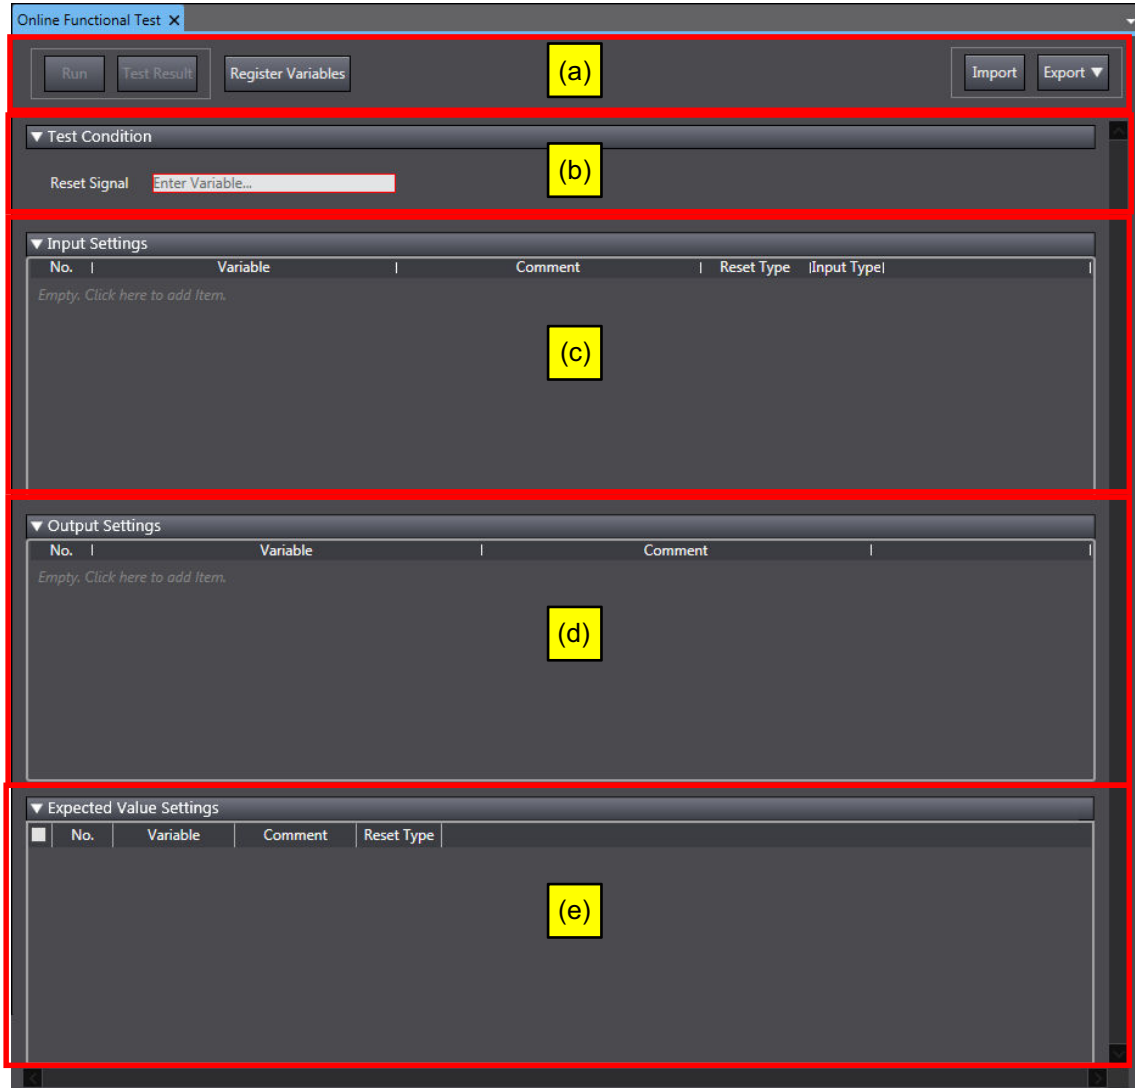 Online Functional Test X
Run Test Result Register Variables (a) Import Export ▼
▼ Test Condition
(b)
Reset Signal Enter Variable...
▼ Input Settings
No. Variable Comment Reset Type Input Type
Empty. Click here to add Item.
(c)
▼ Output Settings
No. Variable Comment
Empty. Click here to add Item.
(d)
▼ Expected Value Settings
No. Variable Comment Reset Type
(e)